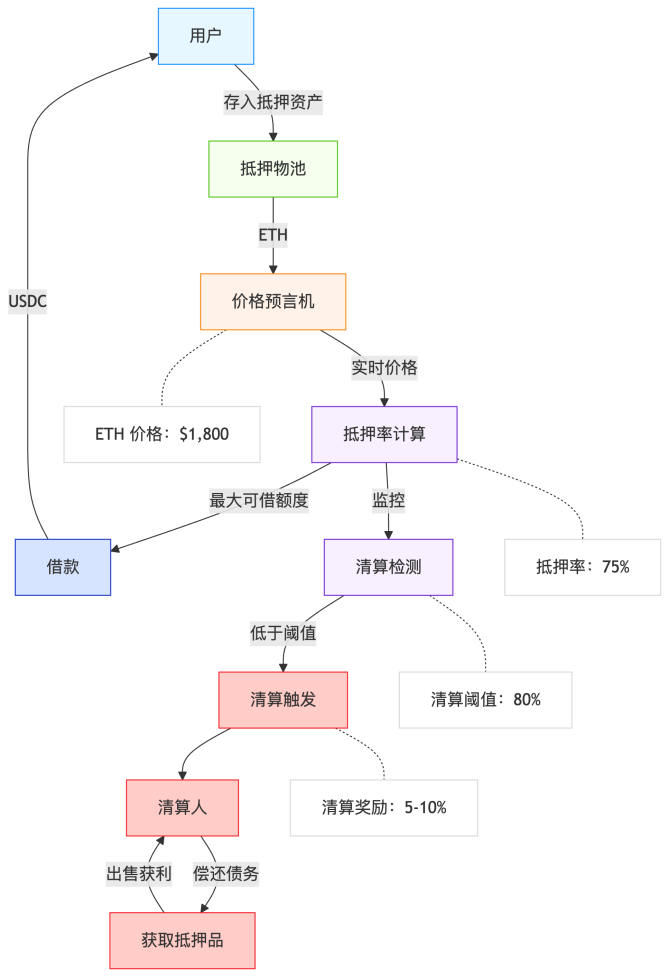 用户
存入抵押资产
抵押物池
ETH
价格预言机
USDC
实时价格
ETH 价格：$1,800
抵押率计算
最大可借额度
监控
借款
清算检测
抵押率：75%
低于阈值
清算触发
清算阈值：80%
清算人
清算奖励：5-10%
出售获利
偿还债务
获取抵押品